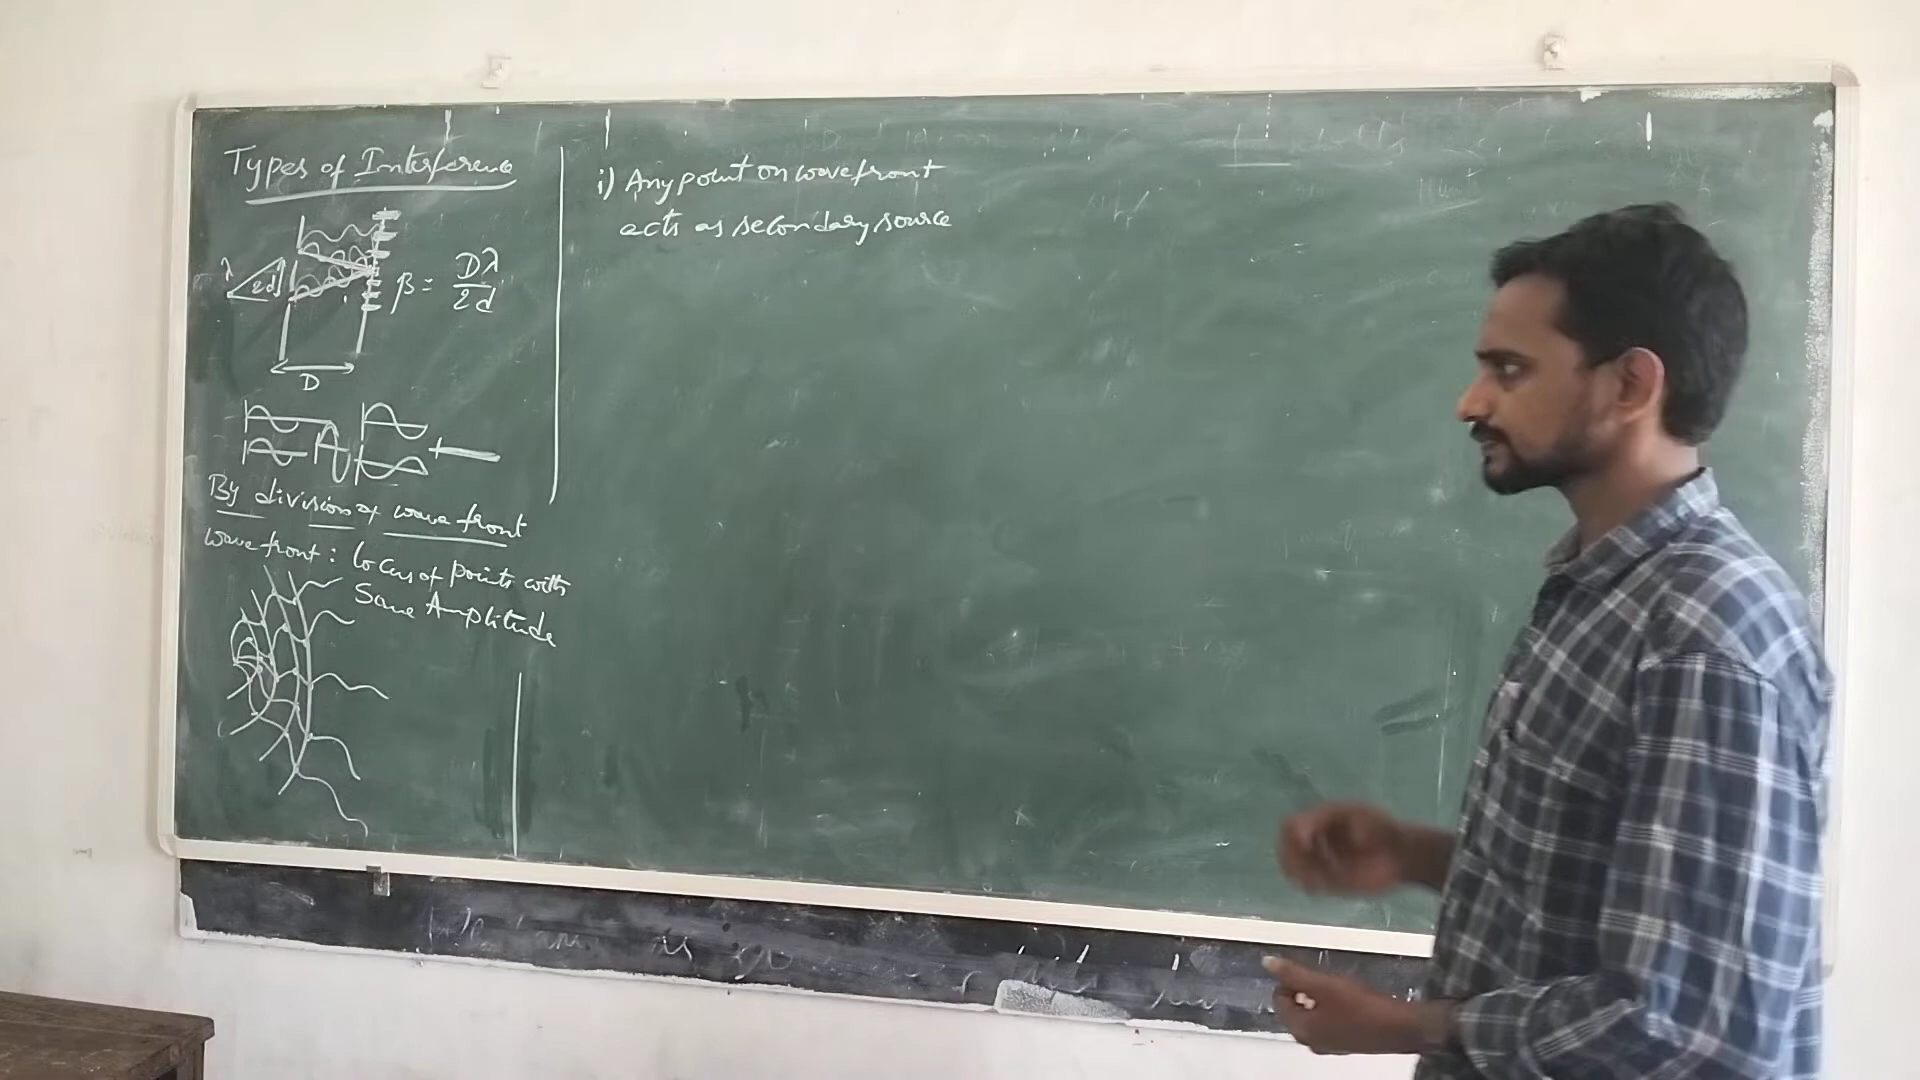 Types of Interference
λ
2d
β = Dλ
2d
D
By division of wave front
wave front : locus of points with
Same Amplitude
i) Any point on wavefront
acts as secondary source